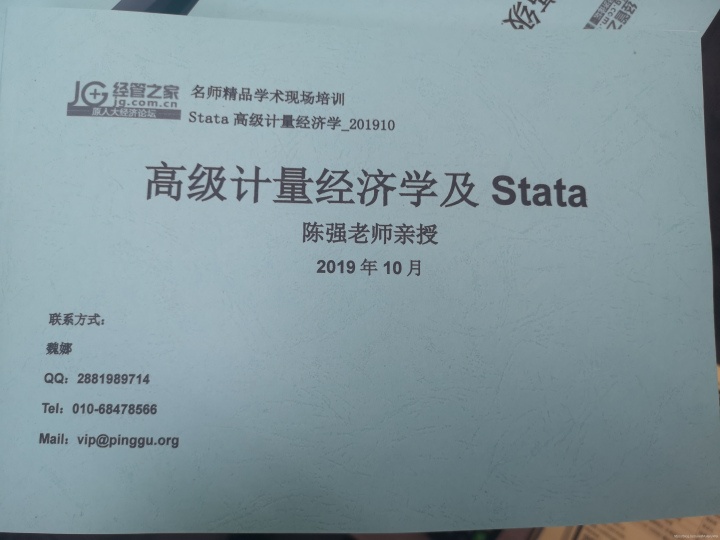 经管之家
jg.com.cn
原人大经济论坛
名师精品学术现场培训
Stata 高级计量经济学_201910
高级计量经济学及 Stata
陈强老师亲授
2019 年 10 月
联系方式:
魏娜
QQ: 2881989714
Tel: 010-68478566
Mail: vip@pinggu.org